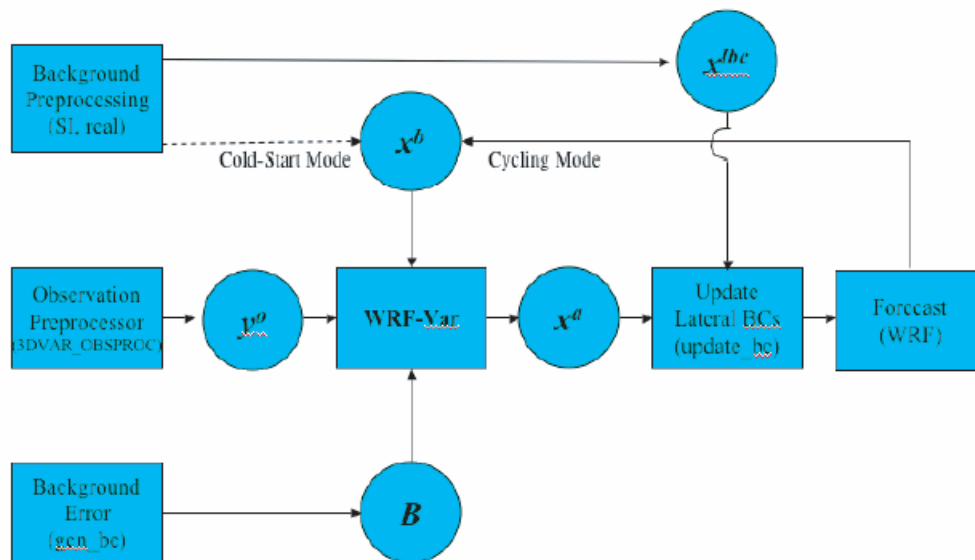 Background
Preprocessing
(SI, real)
x^lbc
x^b
Cold-Start Mode
Cycling Mode
Observation
Preprocessor
(3DVAR_OBSPROC)
y^o
WRF-Var
x^a
Update
Lateral BCs
(update_bc)
Forecast
(WRF)
Background
Error
(gen_be)
B